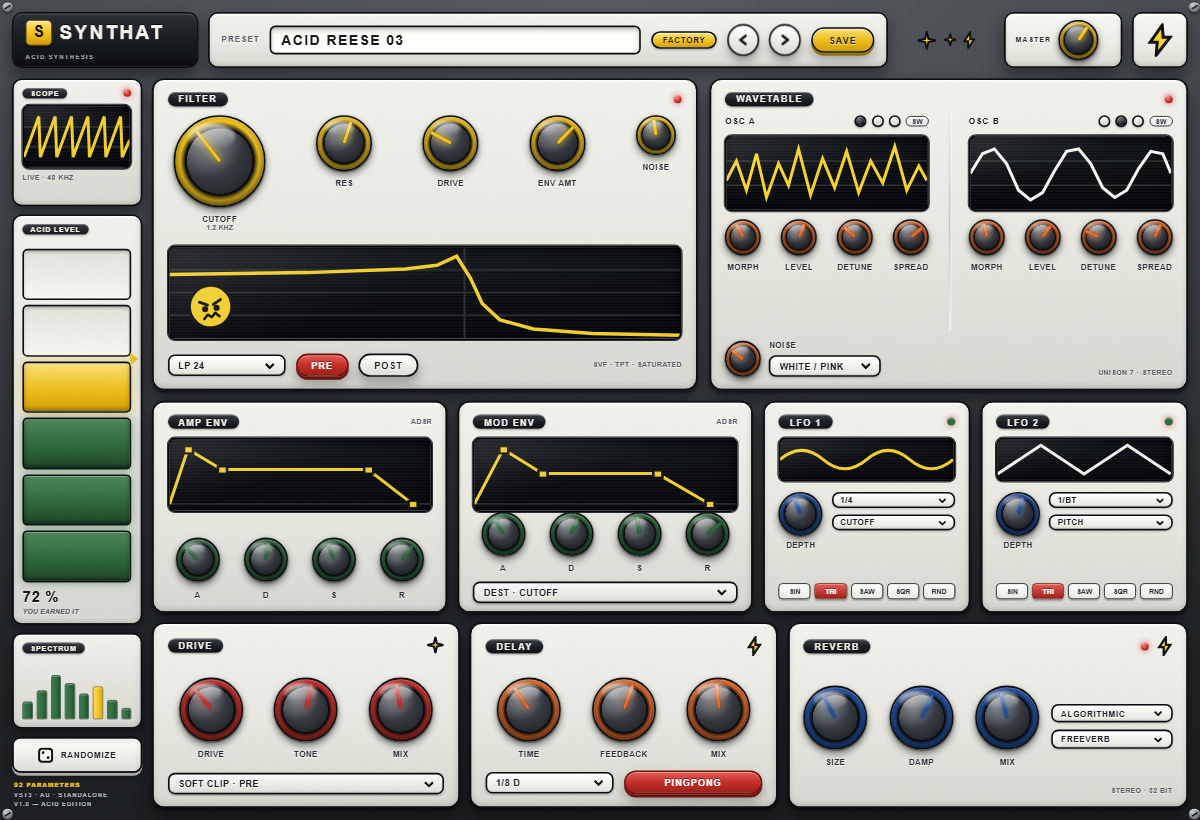 S SYNTHAT
ACID SYNTHESIS
PRESET ACID REESE 03 FACTORY SAVE
MASTER
SCOPE
LIVE · 48 KHZ
ACID LEVEL
72 %
YOU EARNED IT
SPECTRUM
RANDOMIZE
52 PARAMETERS
VST3 · AU · STANDALONE
V1.0 — ACID EDITION
FILTER
CUTOFF
1.2 KHZ
RES DRIVE ENV AMT NOISE
LP 24 PRE POST SVF · TPT · SATURATED
WAVETABLE
OSC A 8W OSC B 8W
MORPH LEVEL DETUNE SPREAD MORPH LEVEL DETUNE SPREAD
NOISE
WHITE / PINK UNISON 7 · STEREO
AMP ENV ADSR
A D S R
MOD ENV ADSR
A D S R
DEST · CUTOFF
LFO 1
1/4
CUTOFF
DEPTH
SIN TRI SAW SQR RND
LFO 2
1/8T
PITCH
DEPTH
SIN TRI SAW SQR RND
DRIVE
DRIVE TONE MIX
SOFT CLIP · PRE
DELAY
TIME FEEDBACK MIX
1/8 D PINGPONG
REVERB
SIZE DAMP MIX
ALGORITHMIC
FREEVERB
STEREO · 32 BIT